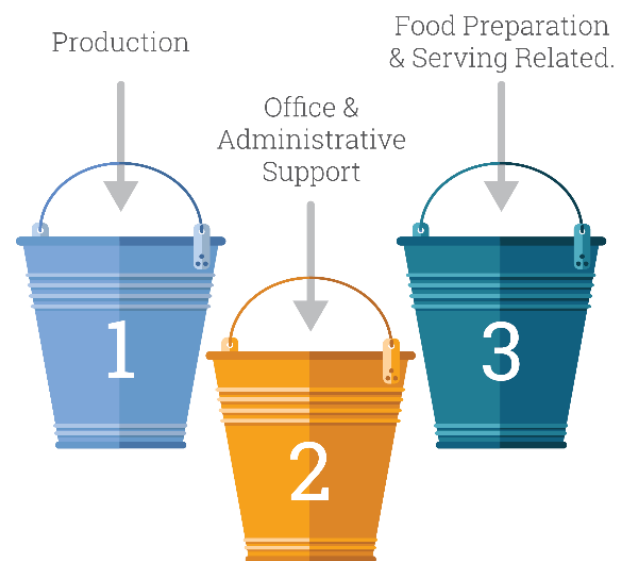 Production
Office &
Administrative
Support
Food Preparation
& Serving Related.
1
2
3